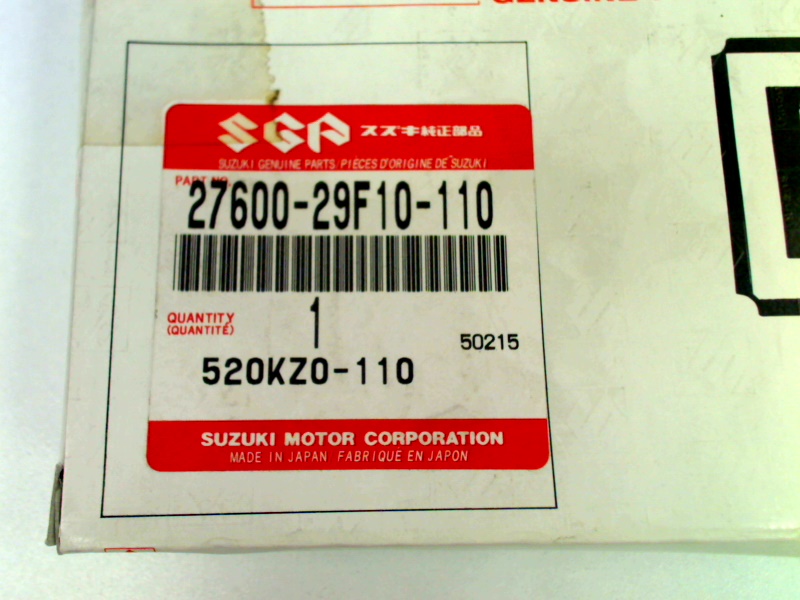 SGP スズキ純正部品
SUZUKI GENUINE PARTS/PIÈCES D'ORIGINE DE SUZUKI
PART NO.
27600-29F10-110
QUANTITY
(QUANTITÉ)
1
50215
520KZO-110
SUZUKI MOTOR CORPORATION
MADE IN JAPAN FABRIQUE EN JAPON